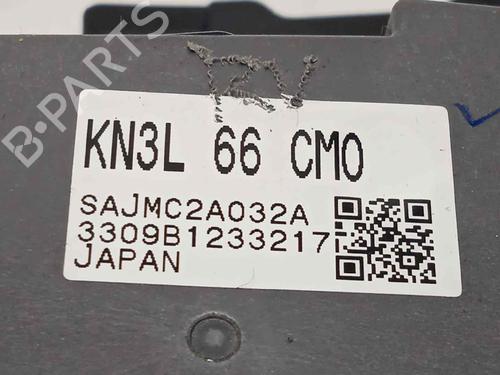 B-PARTS
KN3L 66 CM0
SAJMC2A032A
3309B1233217
JAPAN